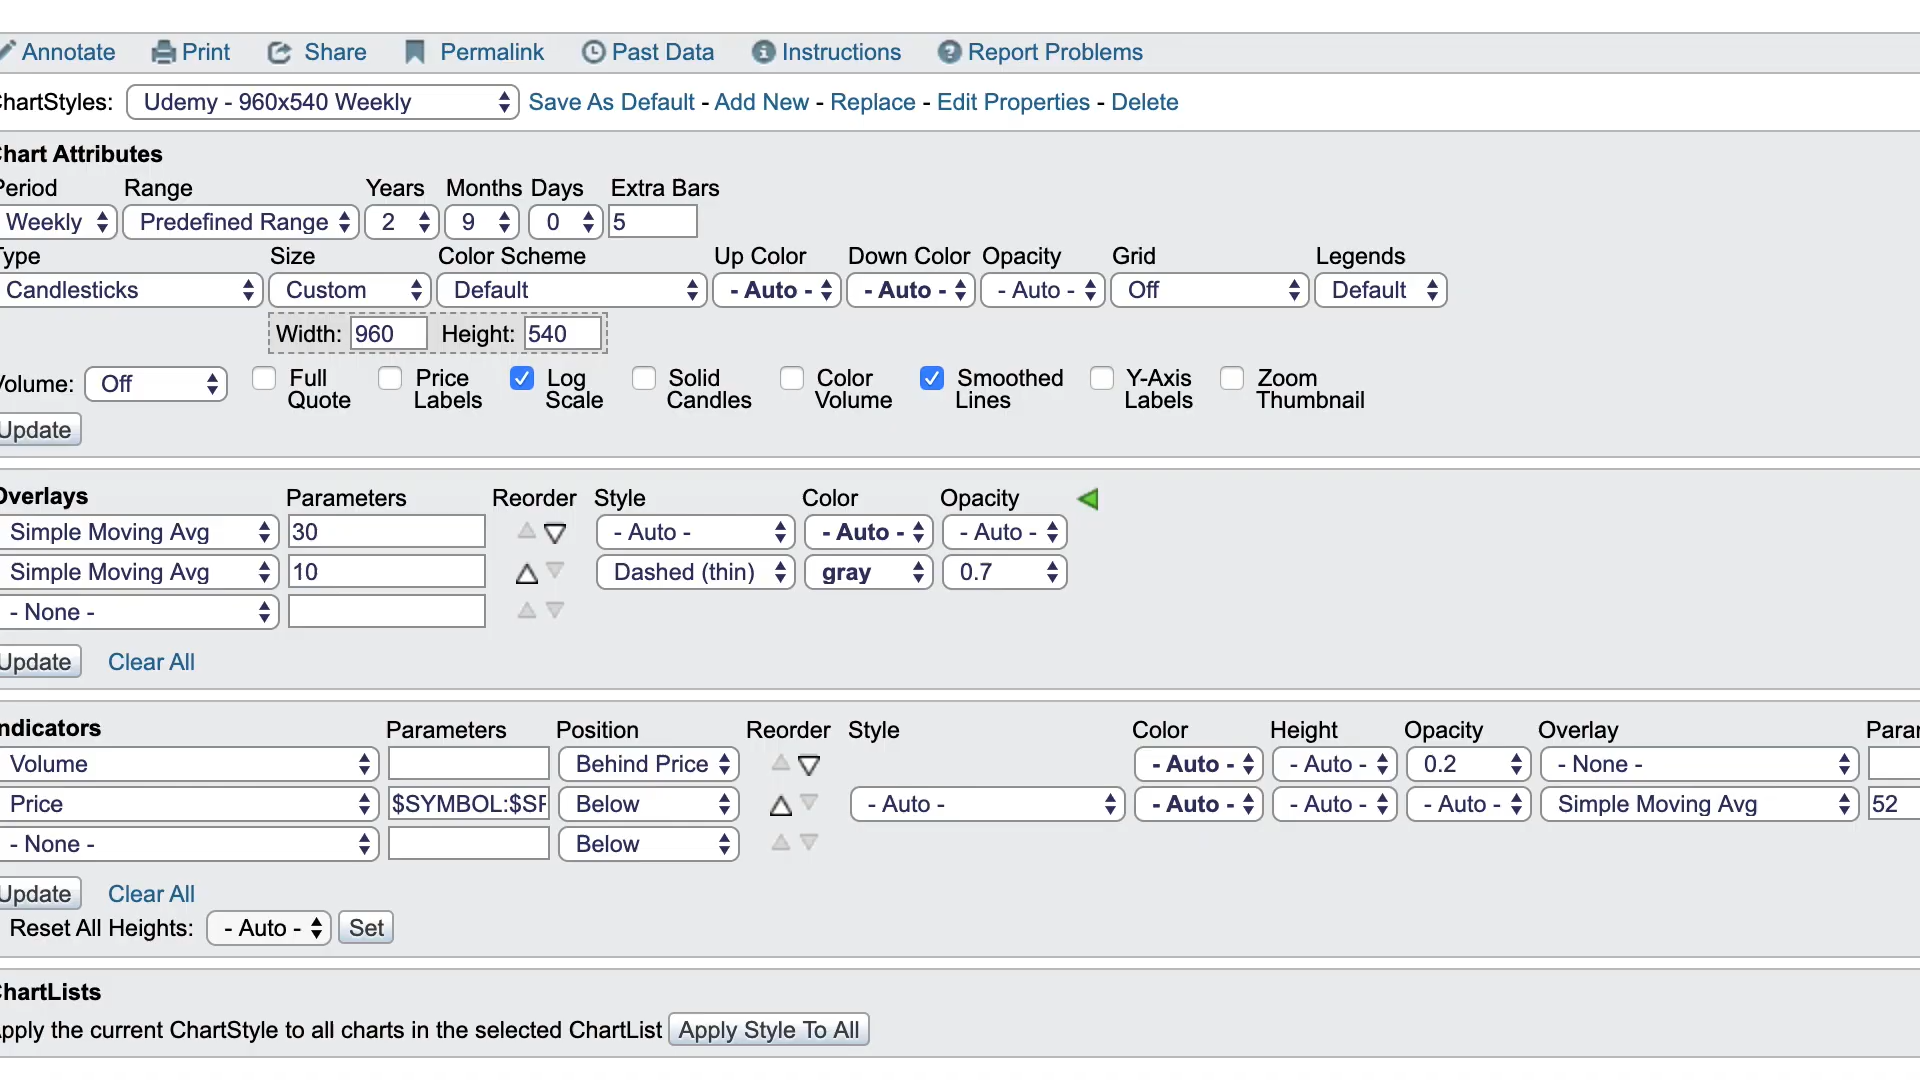 Annotate Print Share Permalink Past Data Instructions Report Problems
hartStyles: Udemy - 960x540 Weekly Save As Default - Add New - Replace - Edit Properties - Delete
hart Attributes
Period Range Years Months Days Extra Bars
Weekly Predefined Range 2 9 0 5
Type Size Color Scheme Up Color Down Color Opacity Grid Legends
Candlesticks Custom Default - Auto - - Auto - - Auto - Off Default
Width: 960 Height: 540
Volume: Off Full Quote Price Labels Log Scale Solid Candles Color Volume Smoothed Lines Y-Axis Labels Zoom Thumbnail
Update
Overlays Parameters Reorder Style Color Opacity
Simple Moving Avg 30 - Auto - - Auto - - Auto -
Simple Moving Avg 10 Dashed (thin) gray 0.7
- None -
Update Clear All
ndicators Parameters Position Reorder Style Color Height Opacity Overlay Parar
Volume Behind Price - Auto - - Auto - 0.2 - None -
Price $SYMBOL:$SF Below - Auto - - Auto - - Auto - - Auto - Simple Moving Avg 52
- None - Below
Update Clear All
Reset All Heights: - Auto - Set
hartLists
pply the current ChartStyle to all charts in the selected ChartList Apply Style To All